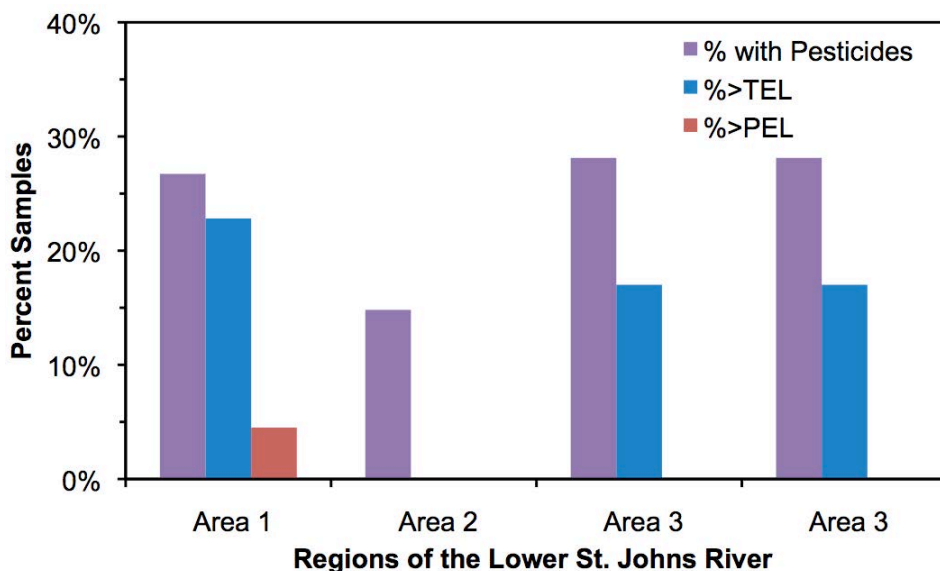 40%
30%
20%
10%
0%
Percent Samples
% with Pesticides
%>TEL
%>PEL
Area 1 Area 2 Area 3 Area 3
Regions of the Lower St. Johns River